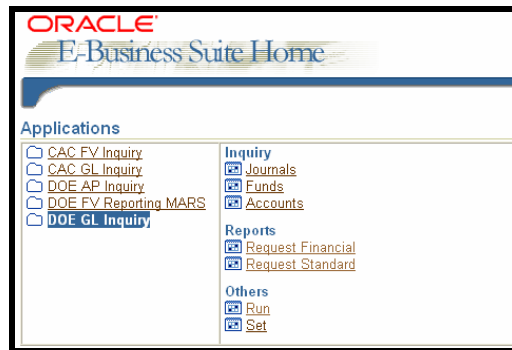 ORACLE
E-Business Suite Home
Applications
CAC FV Inquiry
CAC GL Inquiry
DOE AP Inquiry
DOE FV Reporting MARS
DOE GL Inquiry
Inquiry
Journals
Funds
Accounts
Reports
Request Financial
Request Standard
Others
Run
Set